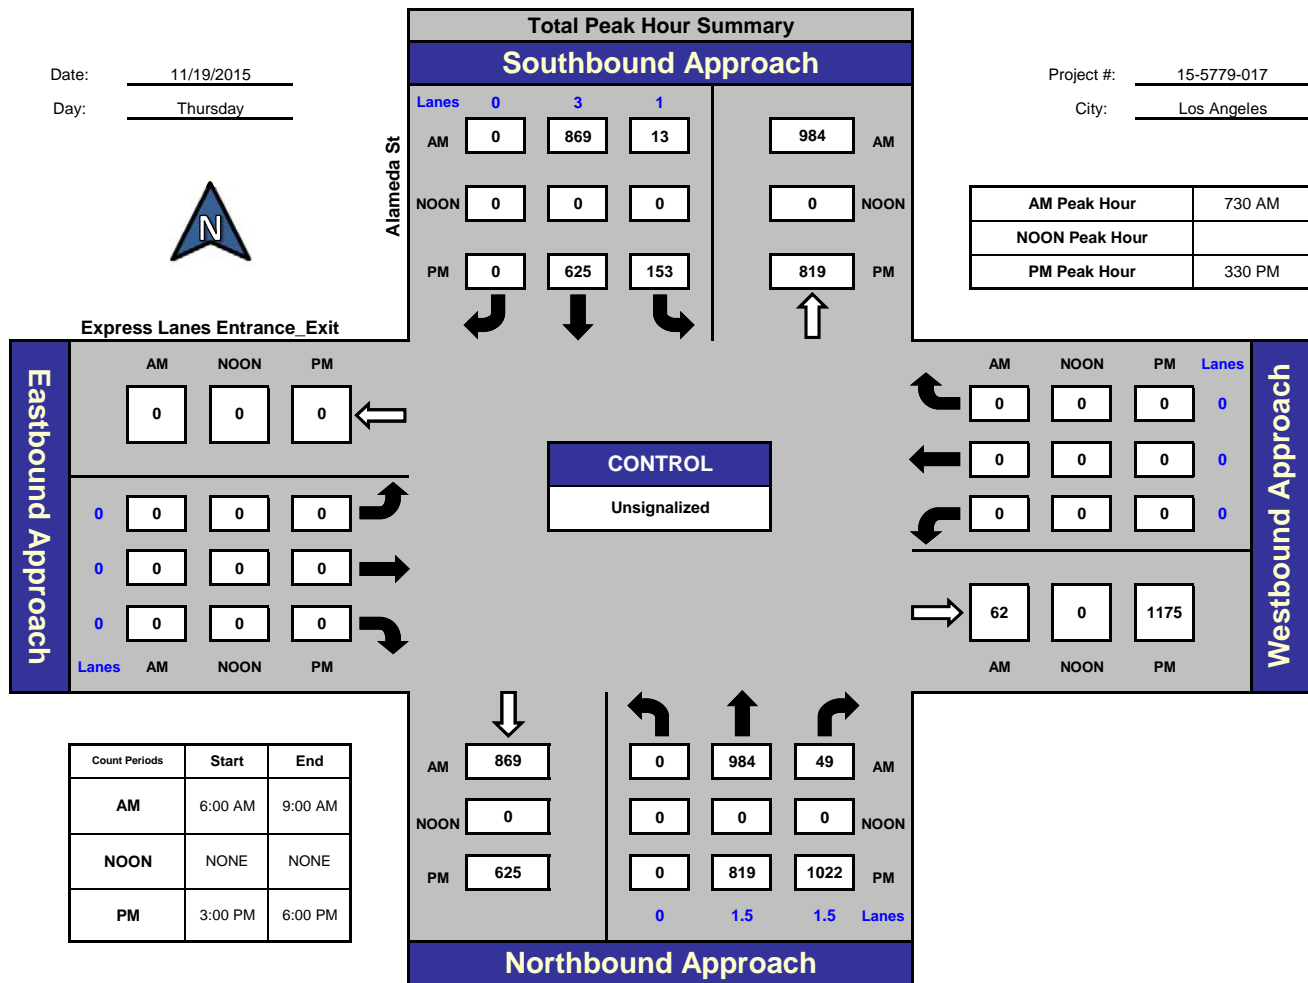 Total Peak Hour Summary
Southbound Approach
Date: 11/19/2015
Day: Thursday
Project #: 15-5779-017
City: Los Angeles
N
Alameda St
Lanes 0 3 1
AM 0 869 13 984 AM
NOON 0 0 0 0 NOON
PM 0 625 153 819 PM
AM Peak Hour 730 AM
NOON Peak Hour
PM Peak Hour 330 PM
Express Lanes Entrance_Exit
Eastbound Approach
AM NOON PM
0 0 0
0 0 0 0
0 0 0 0
0 0 0 0
Lanes AM NOON PM
CONTROL
Unsignalized
AM NOON PM Lanes
0 0 0 0
0 0 0 0
0 0 0 0
62 0 1175
AM NOON PM
Westbound Approach
Count Periods Start End
AM 6:00 AM 9:00 AM
NOON NONE NONE
PM 3:00 PM 6:00 PM
AM 869 0 984 49 AM
NOON 0 0 0 0 NOON
PM 625 0 819 1022 PM
0 1.5 1.5 Lanes
Northbound Approach